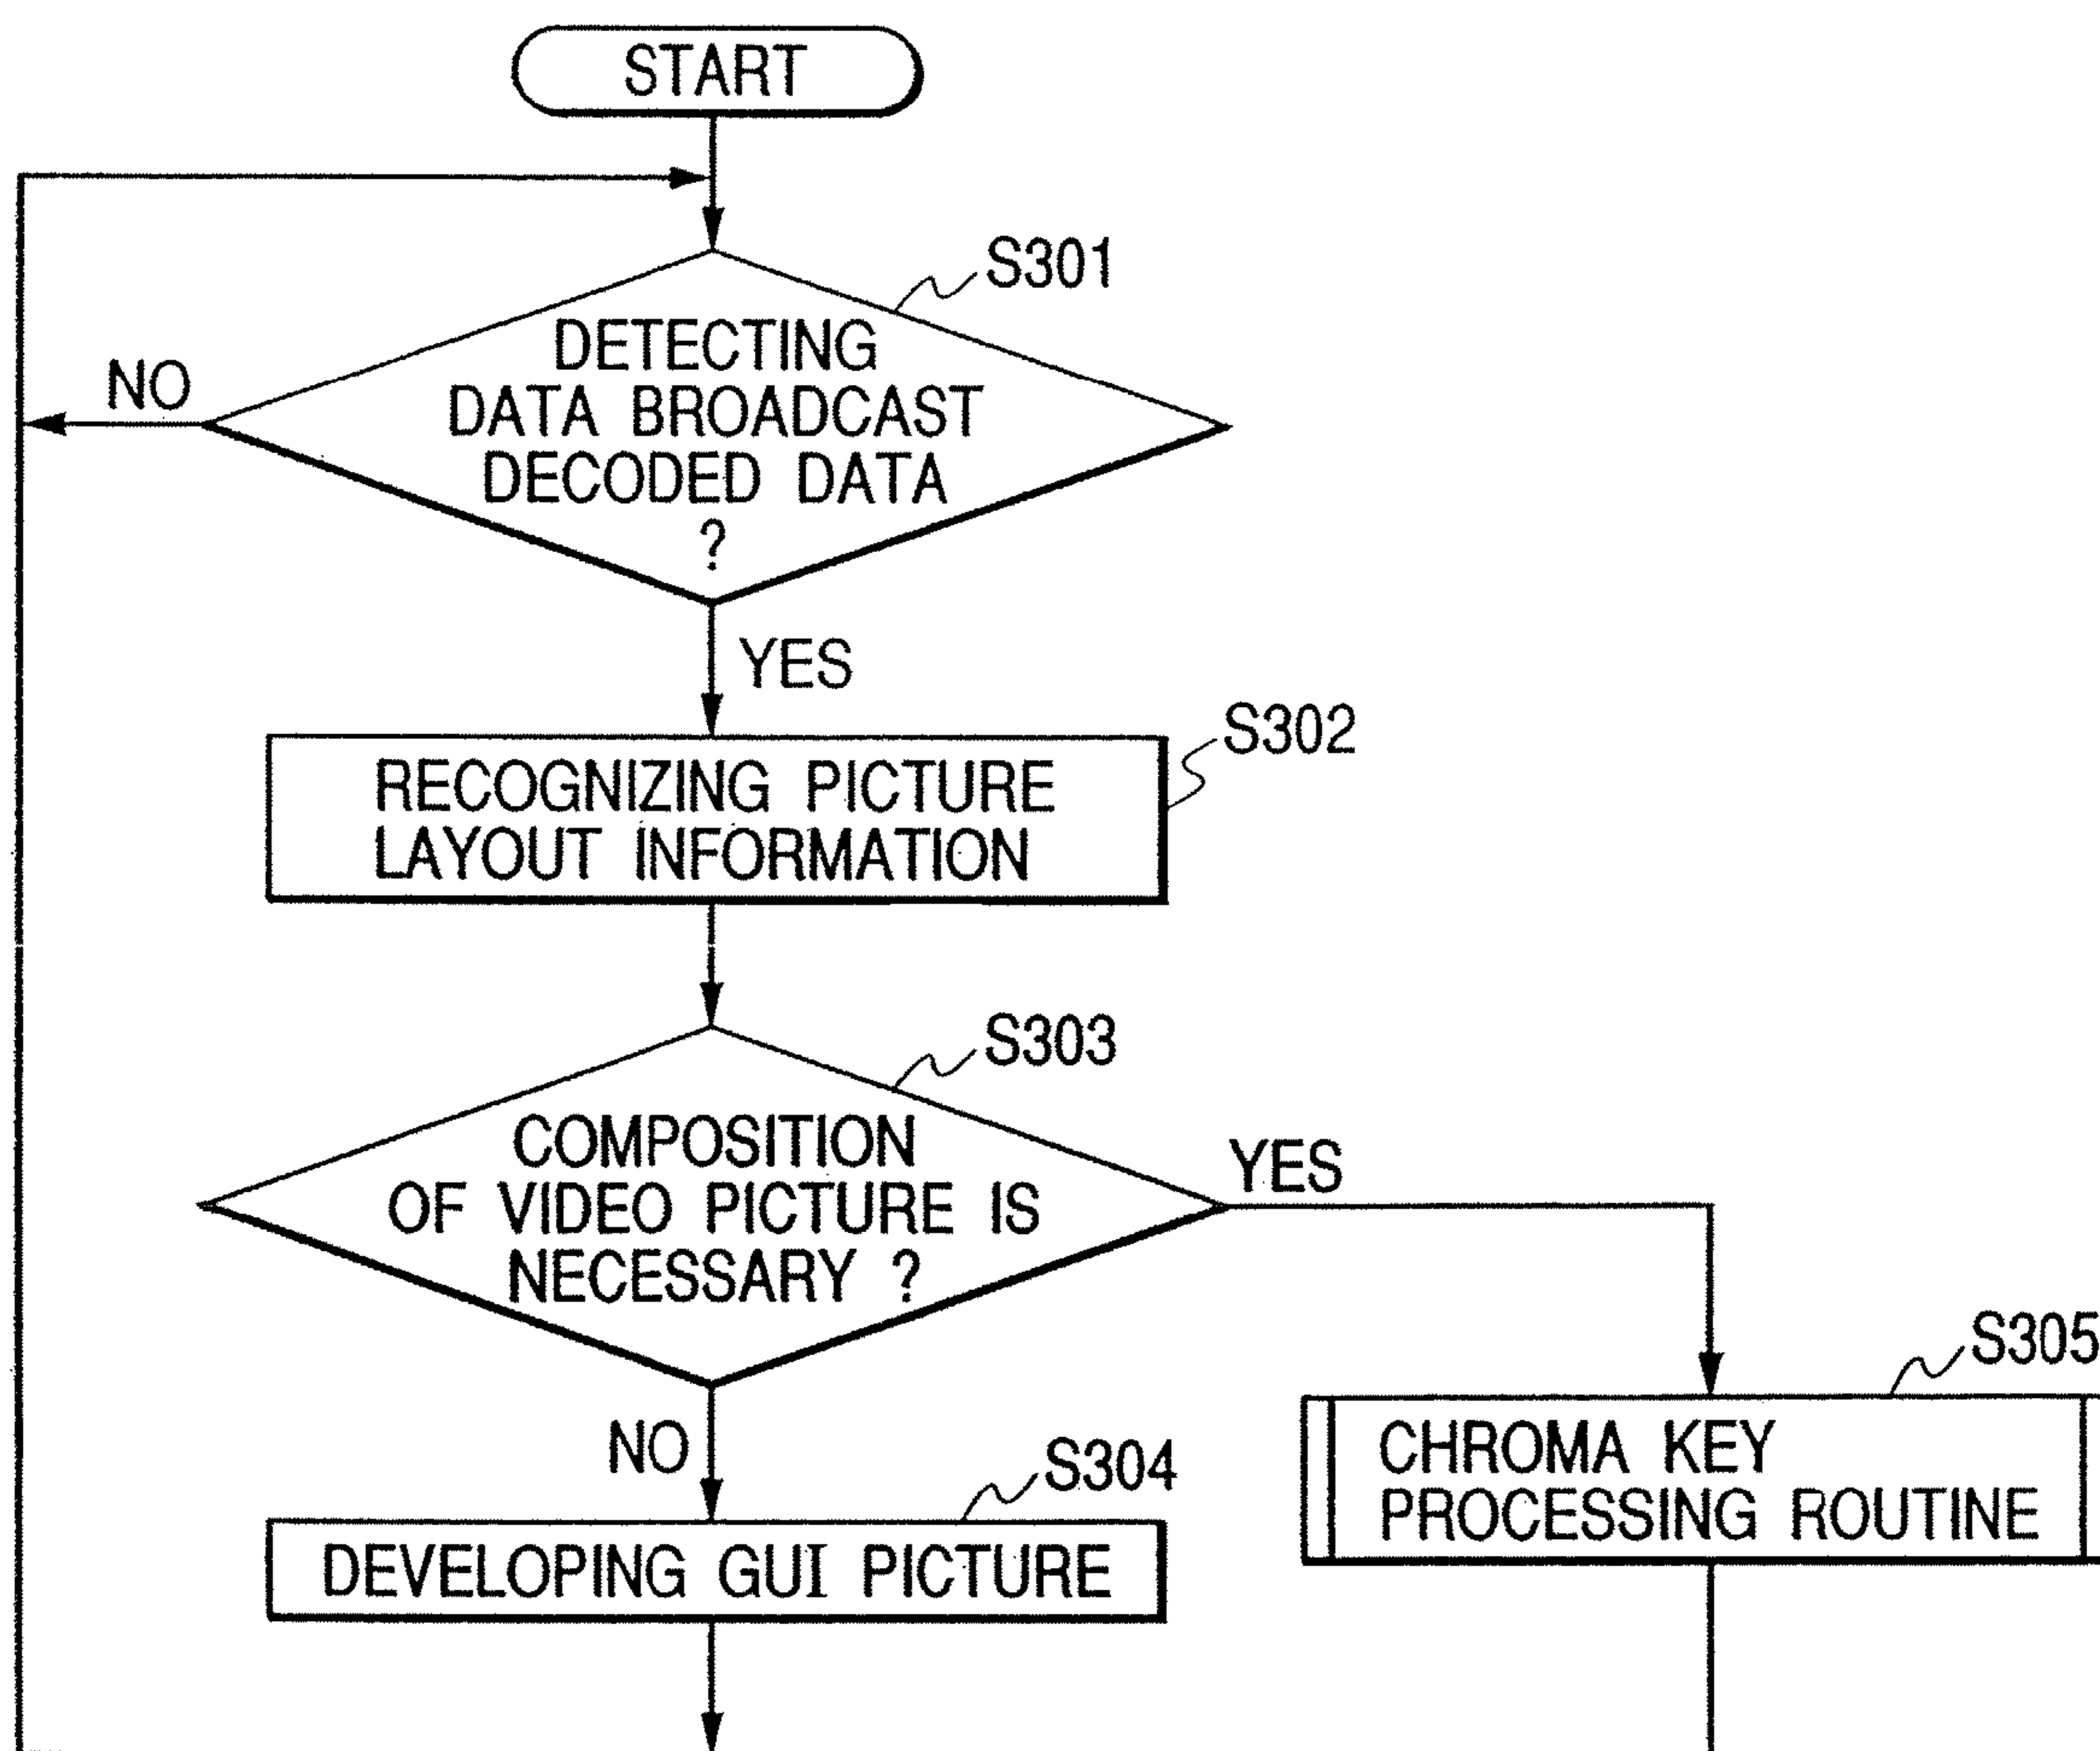 START
S301
DETECTING
DATA BROADCAST
DECODED DATA
?
NO
YES
S302
RECOGNIZING PICTURE
LAYOUT INFORMATION
S303
COMPOSITION
OF VIDEO PICTURE IS
NECESSARY ?
YES
NO
S305
CHROMA KEY
PROCESSING ROUTINE
S304
DEVELOPING GUI PICTURE